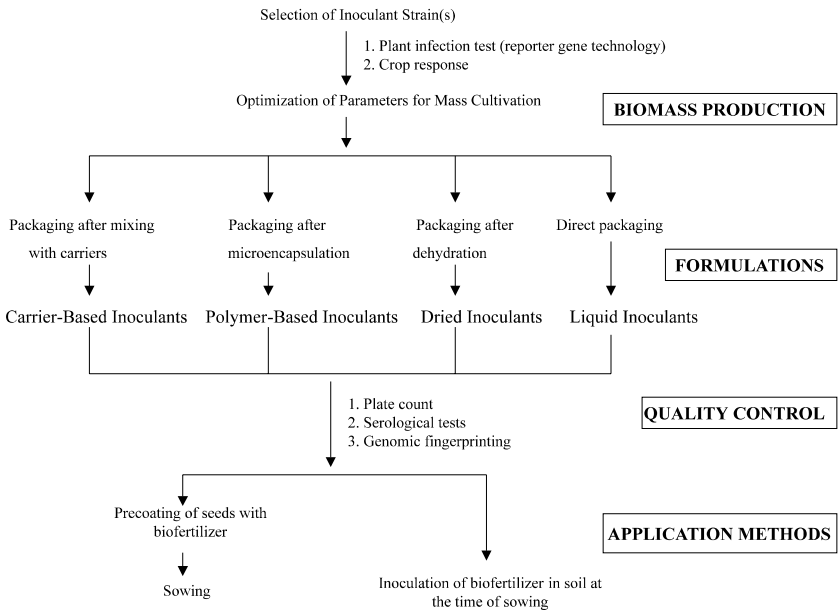 Selection of Inoculant Strain(s)
1. Plant infection test (reporter gene technology)
2. Crop response
Optimization of Parameters for Mass Cultivation
BIOMASS PRODUCTION
Packaging after mixing
with carriers
Packaging after
microencapsulation
Packaging after
dehydration
Direct packaging
FORMULATIONS
Carrier-Based Inoculants
Polymer-Based Inoculants
Dried Inoculants
Liquid Inoculants
1. Plate count
2. Serological tests
3. Genomic fingerprinting
QUALITY CONTROL
Precoating of seeds with
biofertilizer
APPLICATION METHODS
Sowing
Inoculation of biofertilizer in soil at
the time of sowing